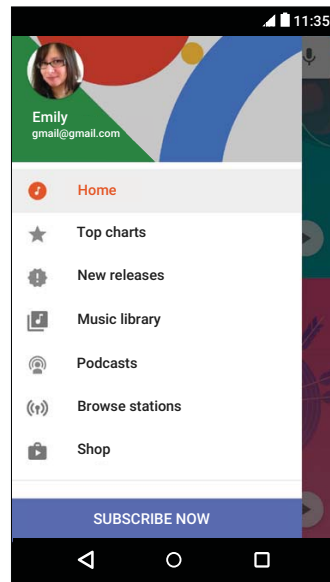 11:35
Emily
gmail@gmail.com
Home
Top charts
New releases
Music library
Podcasts
Browse stations
Shop
SUBSCRIBE NOW